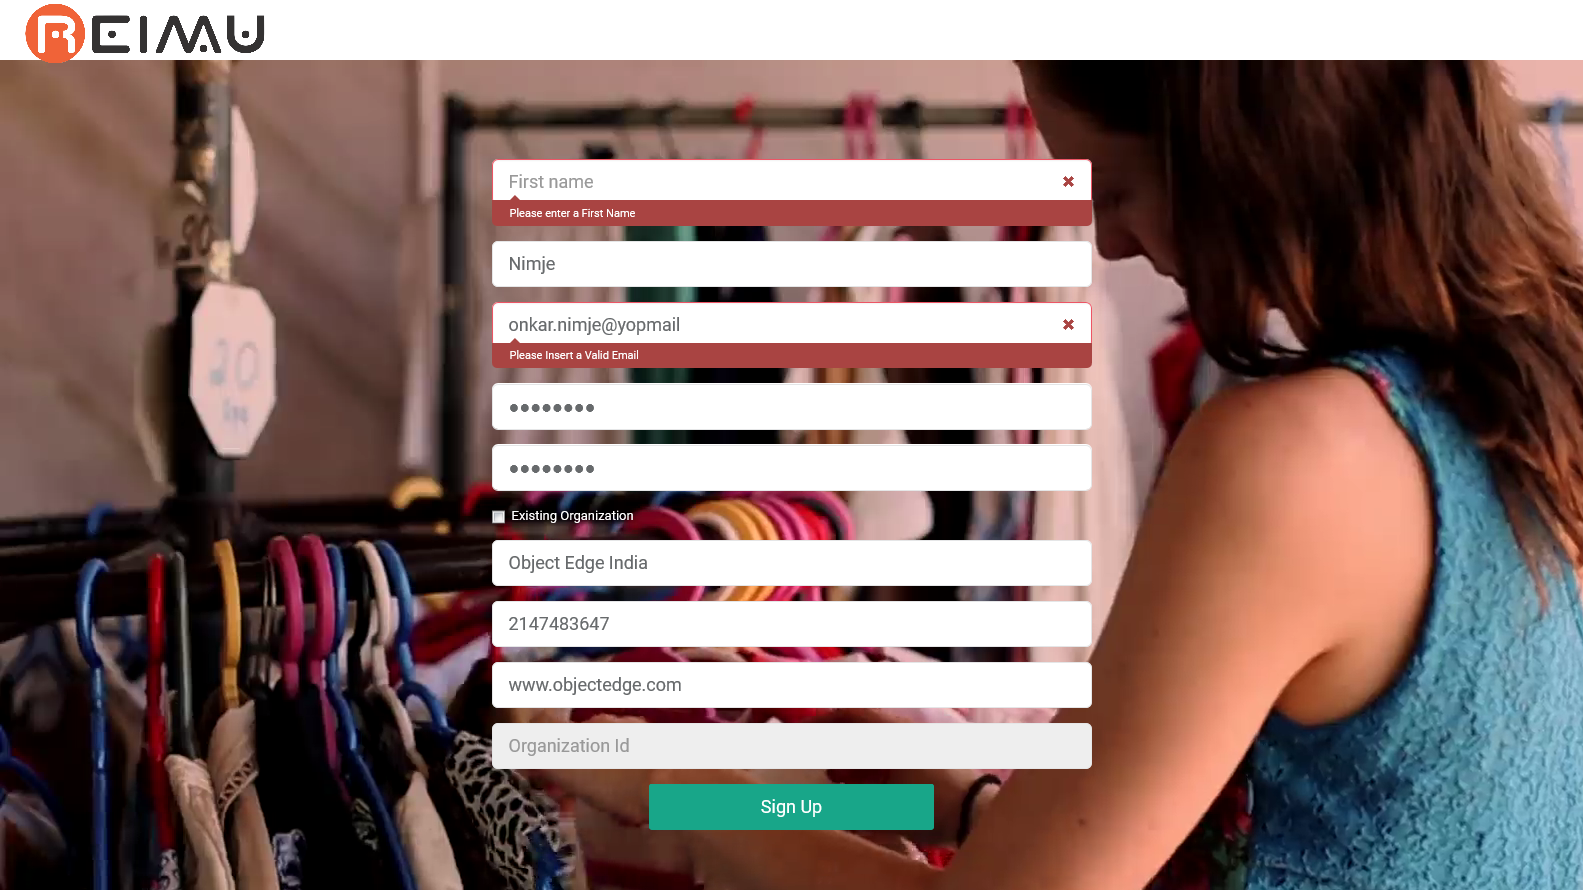 REIMU
First name
Please enter a First Name
Nimje
onkar.nimje@yopmail
Please Insert a Valid Email
Existing Organization
Object Edge India
2147483647
www.objectedge.com
Organization Id
Sign Up
20